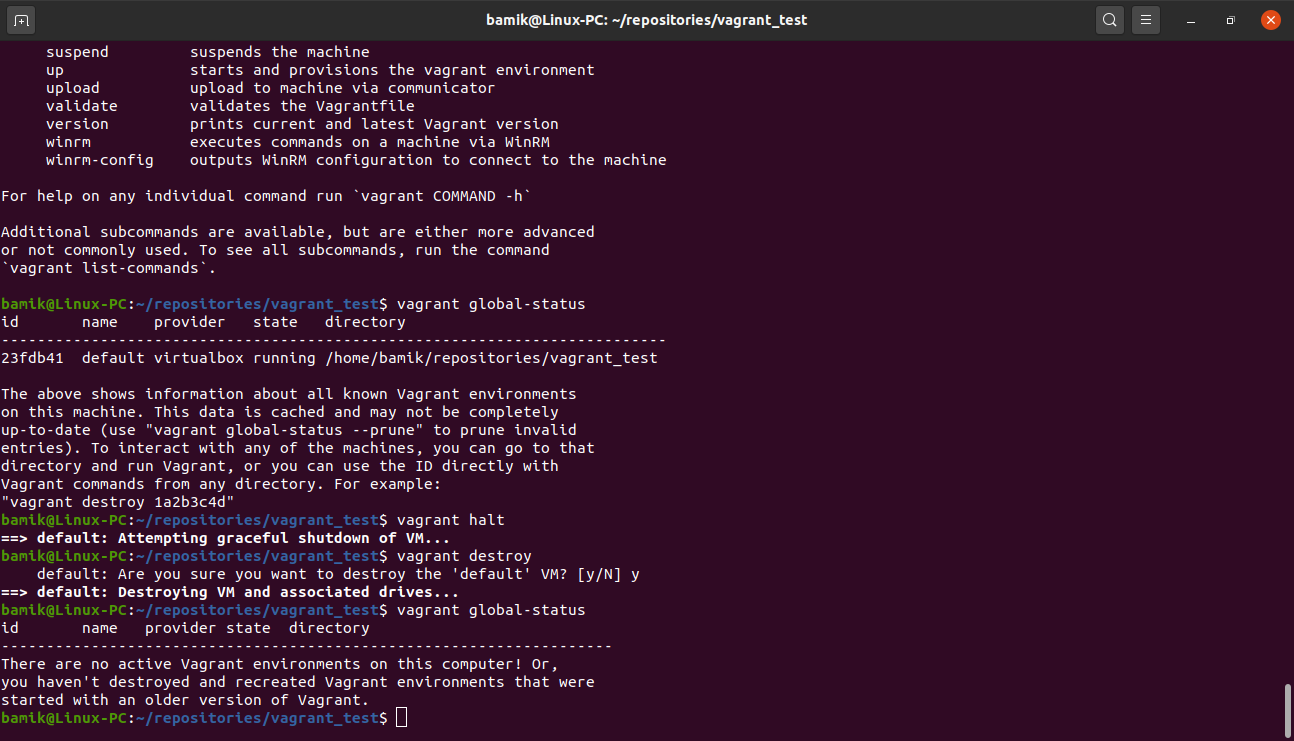 bamik@Linux-PC: ~/repositories/vagrant_test
     suspend         suspends the machine
     up              starts and provisions the vagrant environment
     upload          upload to machine via communicator
     validate        validates the Vagrantfile
     version         prints current and latest Vagrant version
     winrm           executes commands on a machine via WinRM
     winrm-config    outputs WinRM configuration to connect to the machine

For help on any individual command run `vagrant COMMAND -h`

Additional subcommands are available, but are either more advanced
or not commonly used. To see all subcommands, run the command
`vagrant list-commands`.

bamik@Linux-PC:~/repositories/vagrant_test$ vagrant global-status
id       name    provider   state   directory
--------------------------------------------------------------------------
23fdb41  default virtualbox running /home/bamik/repositories/vagrant_test

The above shows information about all known Vagrant environments
on this machine. This data is cached and may not be completely
up-to-date (use "vagrant global-status --prune" to prune invalid
entries). To interact with any of the machines, you can go to that
directory and run Vagrant, or you can use the ID directly with
Vagrant commands from any directory. For example:
"vagrant destroy 1a2b3c4d"
bamik@Linux-PC:~/repositories/vagrant_test$ vagrant halt
==> default: Attempting graceful shutdown of VM...
bamik@Linux-PC:~/repositories/vagrant_test$ vagrant destroy
    default: Are you sure you want to destroy the 'default' VM? [y/N] y
==> default: Destroying VM and associated drives...
bamik@Linux-PC:~/repositories/vagrant_test$ vagrant global-status
id       name   provider state  directory
--------------------------------------------------------------------
There are no active Vagrant environments on this computer! Or,
you haven't destroyed and recreated Vagrant environments that were
started with an older version of Vagrant.
bamik@Linux-PC:~/repositories/vagrant_test$